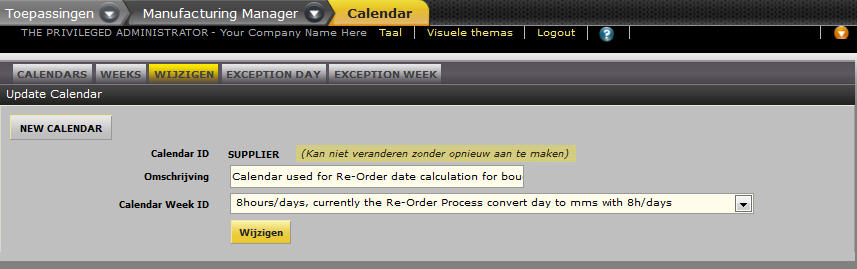 Toepassingen Manufacturing Manager Calendar
THE PRIVILEGED ADMINISTRATOR - Your Company Name Here Taal Visuele themas Logout ?
CALENDARS WEEKS WIJZIGEN EXCEPTION DAY EXCEPTION WEEK
Update Calendar
NEW CALENDAR
Calendar ID SUPPLIER (Kan niet veranderen zonder opnieuw aan te maken)
Omschrijving Calendar used for Re-Order date calculation for bou
Calendar Week ID 8hours/days, currently the Re-Order Process convert day to mms with 8h/days
Wijzigen